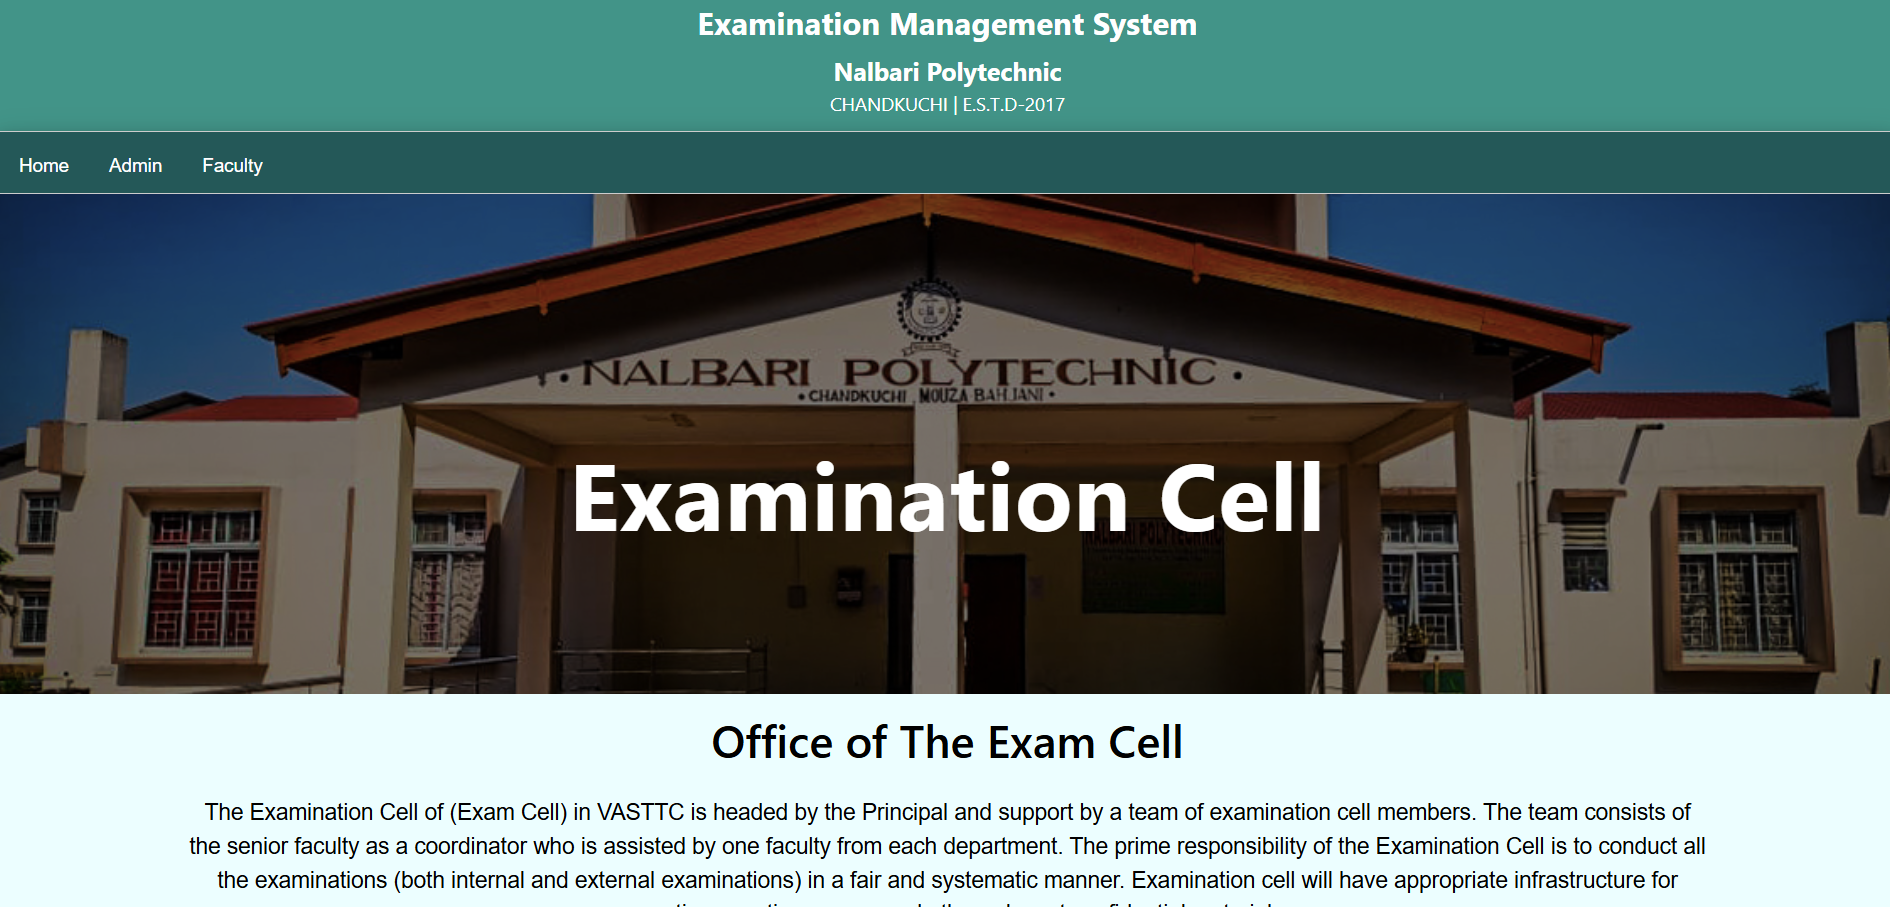 Examination Management System
Nalbari Polytechnic
CHANDKUCHI | E.S.T.D-2017
Home Admin Faculty
NALBARI POLYTECHNIC
CHANDKUCHI , MOUZA BAHJANI
Examination Cell
NALBARI POLYTECHNIC
Office of The Exam Cell
The Examination Cell of (Exam Cell) in VASTTC is headed by the Principal and support by a team of examination cell members. The team consists of
the senior faculty as a coordinator who is assisted by one faculty from each department. The prime responsibility of the Examination Cell is to conduct all
the examinations (both internal and external examinations) in a fair and systematic manner. Examination cell will have appropriate infrastructure for